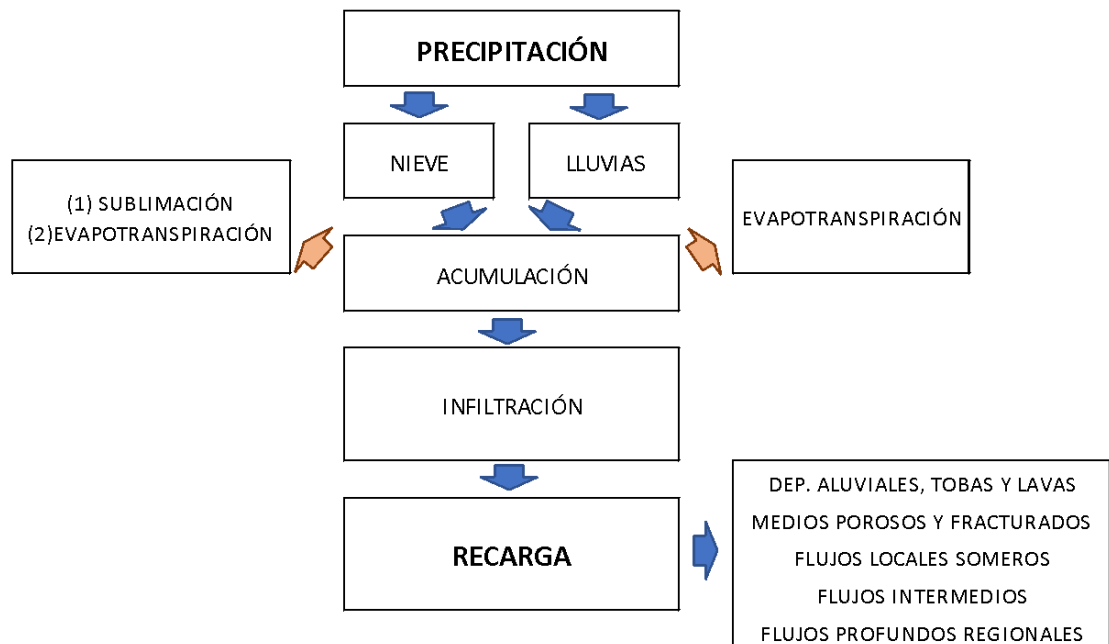 PRECIPITACIÓN
NIEVE
LLUVIAS
(1) SUBLIMACIÓN
(2)EVAPOTRANSPIRACIÓN
EVAPOTRANSPIRACIÓN
ACUMULACIÓN
INFILTRACIÓN
RECARGA
DEP. ALUVIALES, TOBAS Y LAVAS
MEDIOS POROSOS Y FRACTURADOS
FLUJOS LOCALES SOMEROS
FLUJOS INTERMEDIOS
FLUJOS PROFUNDOS REGIONALES